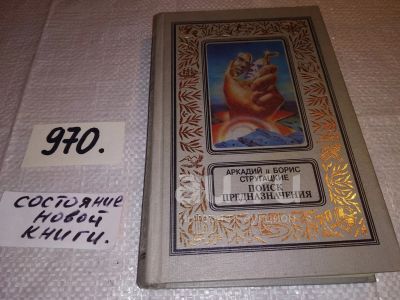 970.
состояние
новой
книги.
АРКАДИЙ и БОРИС
СТРУГАЦКИЕ
ПОИСК
ПРЕДНАЗНАЧЕНИЯ